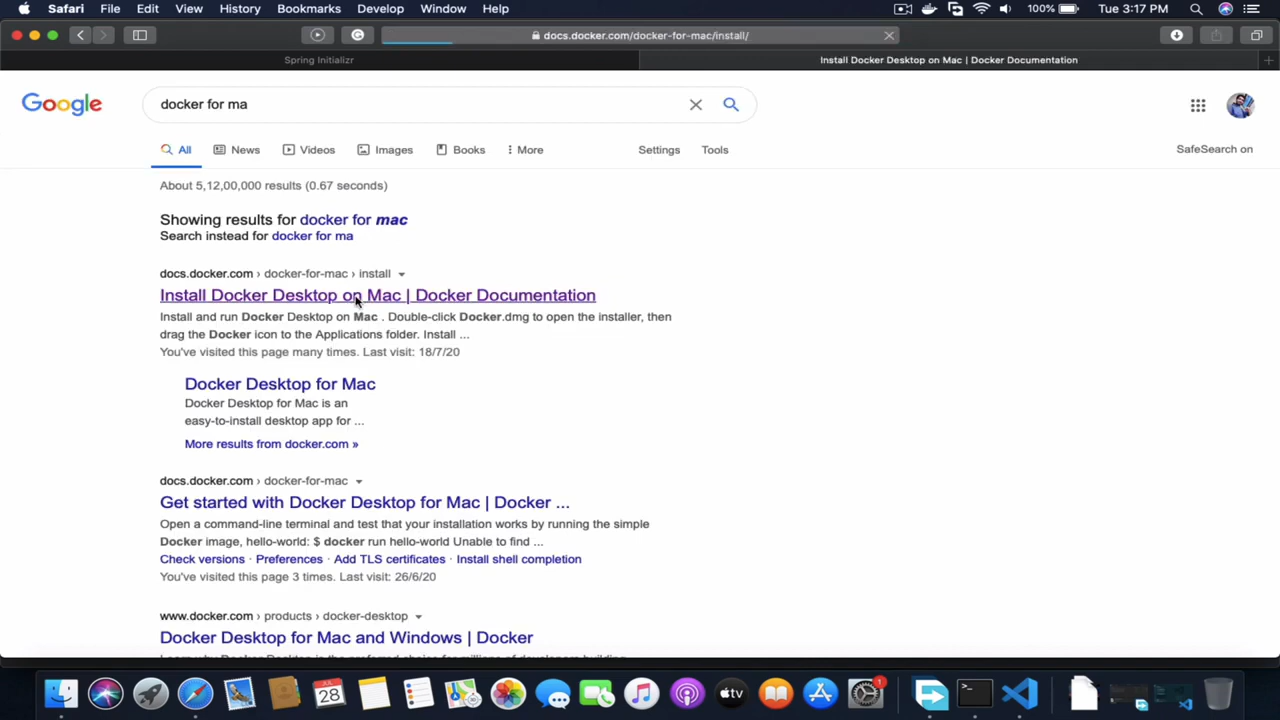 Safari File Edit View History Bookmarks Develop Window Help 100% Tue 3:17 PM
docs.docker.com/docker-for-mac/install/
Spring Initializr Install Docker Desktop on Mac | Docker Documentation
Google docker for ma
All News Videos Images Books More Settings Tools SafeSearch on
About 5,12,00,000 results (0.67 seconds)
Showing results for docker for mac
Search instead for docker for ma
docs.docker.com › docker-for-mac › install
Install Docker Desktop on Mac | Docker Documentation
Install and run Docker Desktop on Mac . Double-click Docker.dmg to open the installer, then
drag the Docker icon to the Applications folder. Install ...
You've visited this page many times. Last visit: 18/7/20
Docker Desktop for Mac
Docker Desktop for Mac is an
easy-to-install desktop app for ...
More results from docker.com »
docs.docker.com › docker-for-mac
Get started with Docker Desktop for Mac | Docker ...
Open a command-line terminal and test that your installation works by running the simple
Docker image, hello-world: $ docker run hello-world Unable to find ...
Check versions · Preferences · Add TLS certificates · Install shell completion
You've visited this page 3 times. Last visit: 26/6/20
www.docker.com › products › docker-desktop
Docker Desktop for Mac and Windows | Docker
JUL
28
tv
1